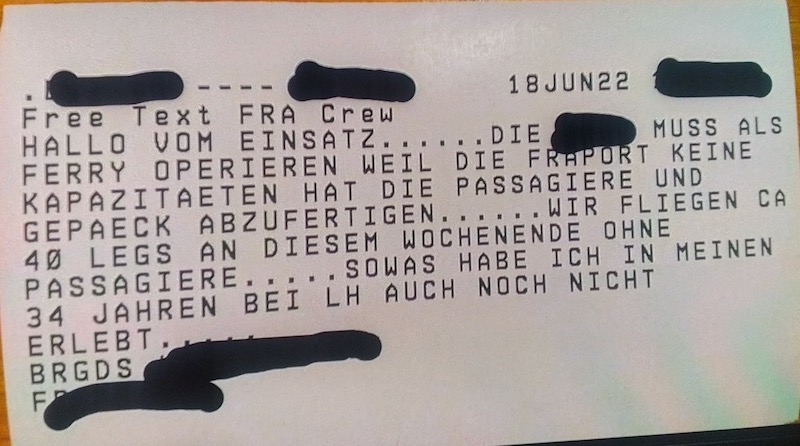 . ---- 18JUN22
Free Text FRA Crew
HALLO VOM EINSATZ......DIE MUSS ALS
FERRY OPERIEREN WEIL DIE FRAPORT KEINE
KAPAZITAETEN HAT DIE PASSAGIERE UND
GEPAECK ABZUFERTIGEN......WIR FLIEGEN CA
40 LEGS AN DIESEM WOCHENENDE OHNE
PASSAGIERE.....SOWAS HABE ICH IN MEINEN
34 JAHREN BEI LH AUCH NOCH NICHT
ERLEBT.....
BRGDS